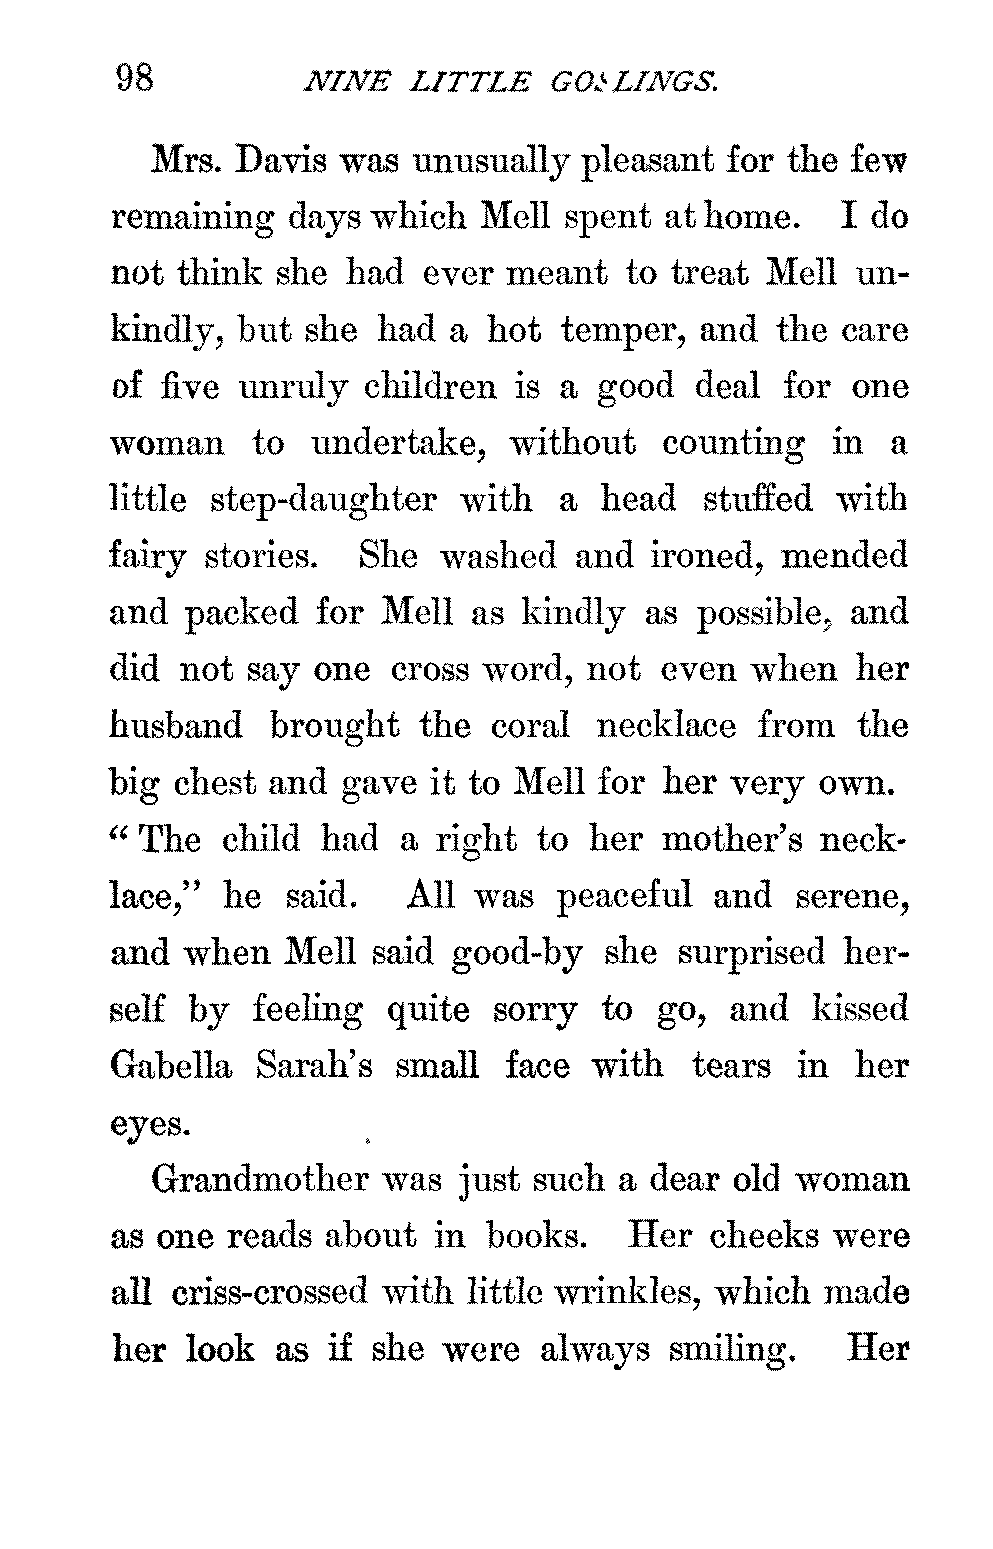 98 NINE LITTLE GOSLINGS.
Mrs. Davis was unusually pleasant for the few
remaining days which Mell spent at home. I do
not think she had ever meant to treat Mell un-
kindly, but she had a hot temper, and the care
of five unruly children is a good deal for one
woman to undertake, without counting in a
little step-daughter with a head stuffed with
fairy stories. She washed and ironed, mended
and packed for Mell as kindly as possible, and
did not say one cross word, not even when her
husband brought the coral necklace from the
big chest and gave it to Mell for her very own.
“The child had a right to her mother’s neck-
lace,” he said. All was peaceful and serene,
and when Mell said good-by she surprised her-
self by feeling quite sorry to go, and kissed
Gabella Sarah’s small face with tears in her
eyes.
Grandmother was just such a dear old woman
as one reads about in books. Her cheeks were
all criss-crossed with little wrinkles, which made
her look as if she were always smiling. Her